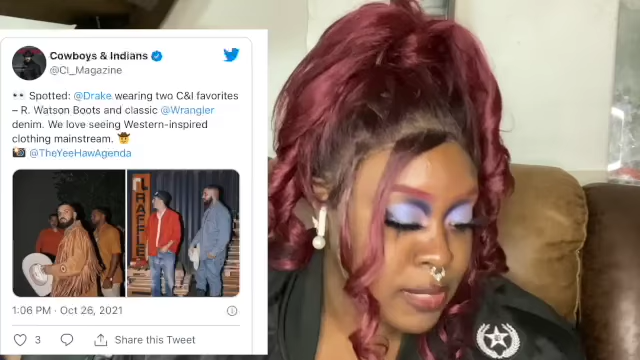 Cowboys & Indians
@CI_Magazine
👀 Spotted: @Drake wearing two C&I favorites
– R. Watson Boots and classic @Wrangler
denim. We love seeing Western-inspired
clothing mainstream. 🤠
📸 @TheYeeHawAgenda
RAFFLE
1:06 PM · Oct 26, 2021
3
Share this Tweet